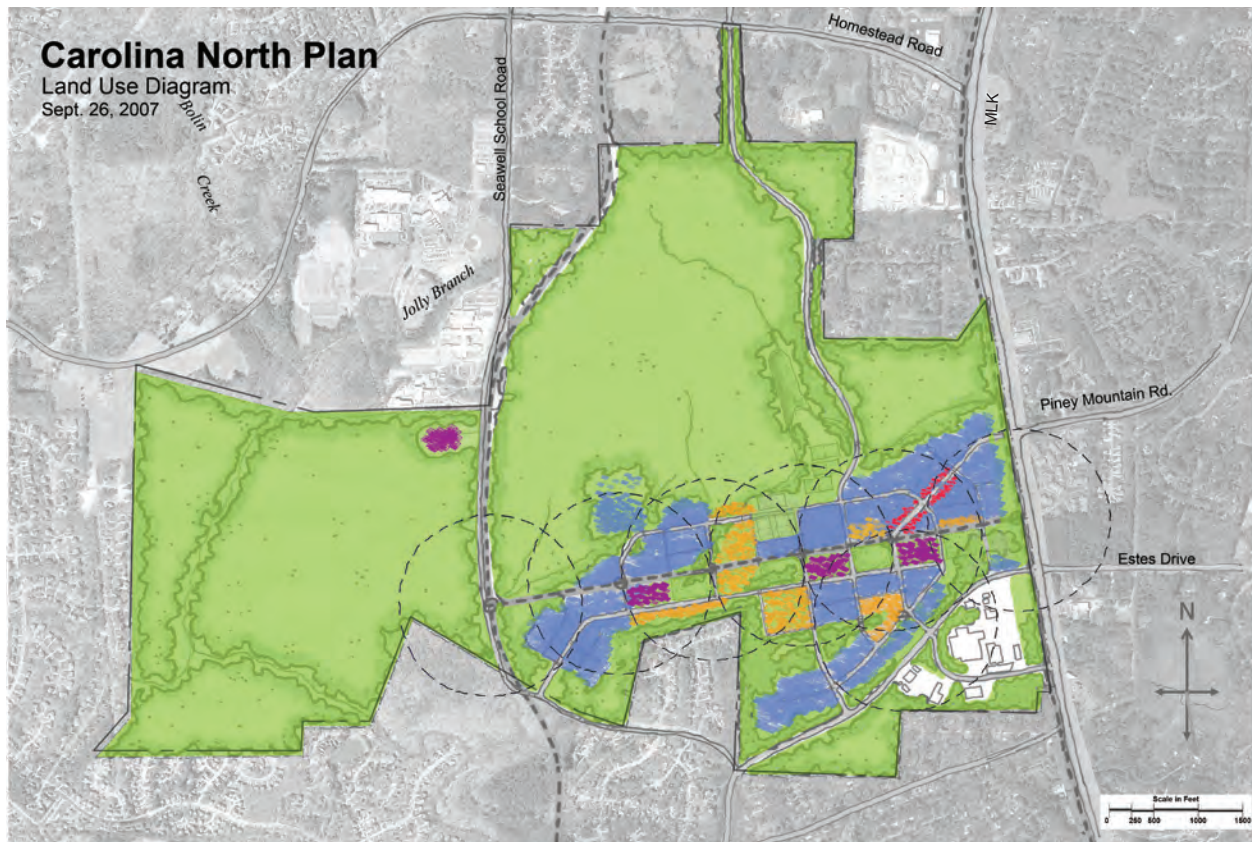 Carolina North Plan
Land Use Diagram
Sept. 26, 2007
Bolin
Creek
Jolly Branch
Seawell School Road
Homestead Road
MLK
Piney Mountain Rd.
Estes Drive
N
Scale in Feet
0 250 500 1000 1500